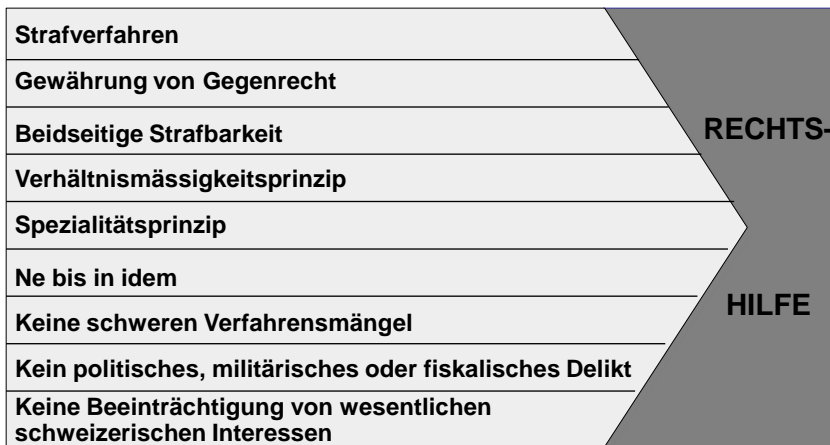 Strafverfahren
Gewährung von Gegenrecht
Beidseitige Strafbarkeit
Verhältnismässigkeitsprinzip
Spezialitätsprinzip
Ne bis in idem
Keine schweren Verfahrensmängel
Kein politisches, militärisches oder fiskalisches Delikt
Keine Beeinträchtigung von wesentlichen
schweizerischen Interessen
RECHTS-
HILFE